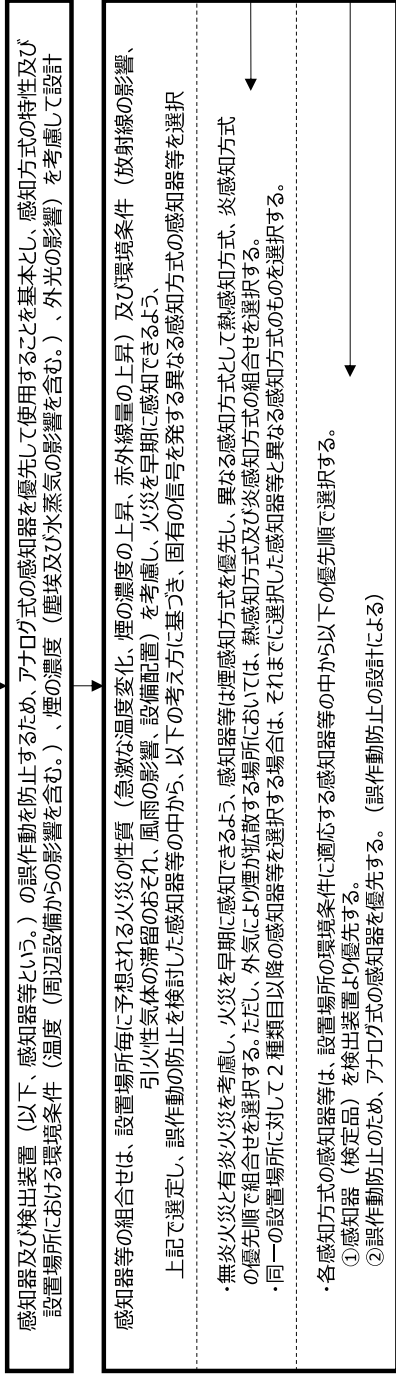 感知器及び検出装置（以下、感知器等という。）の誤作動を防止するため、アナログ式の感知器を優先して使用することを基本とし、感知方式の特性及び
設置場所における環境条件（温度（周辺設備からの影響を含む。）、煙の濃度（塵埃及び水蒸気の影響を含む。）、外光の影響）を考慮して設計
感知器等の組合せは、設置場所毎に予想される火災の性質（急激な温度変化、煙の濃度の上昇、赤外線量の上昇）及び環境条件（放射線の影響、
引火性気体の滞留のおそれ、風雨の影響、設備配置）を考慮し、火災を早期に感知できるよう、
上記で選定し、誤作動の防止を検討した感知器等の中から、以下の考え方に基づき、固有の信号を発する異なる感知方式の感知器等を選択
・無炎火災と有炎火災を考慮し、火災を早期に感知できるよう、感知器等は煙感知方式を優先し、異なる感知方式として熱感知方式、炎感知方式
の優先順で組合せを選択する。ただし、外気により煙が拡散する場所においては、熱感知方式及び炎感知方式の組合せを選択する。
・同一の設置場所に対して２種類目以降の感知器等を選択する場合は、それまでに選択した感知器等と異なる感知方式のものを選択する。
・各感知方式の感知器等は、設置場所の環境条件に適応する感知器等の中から以下の優先順で選択する。
①感知器（検定品）を検出装置より優先する。
②誤作動防止のため、アナログ式の感知器を優先する。（誤作動防止の設計による）